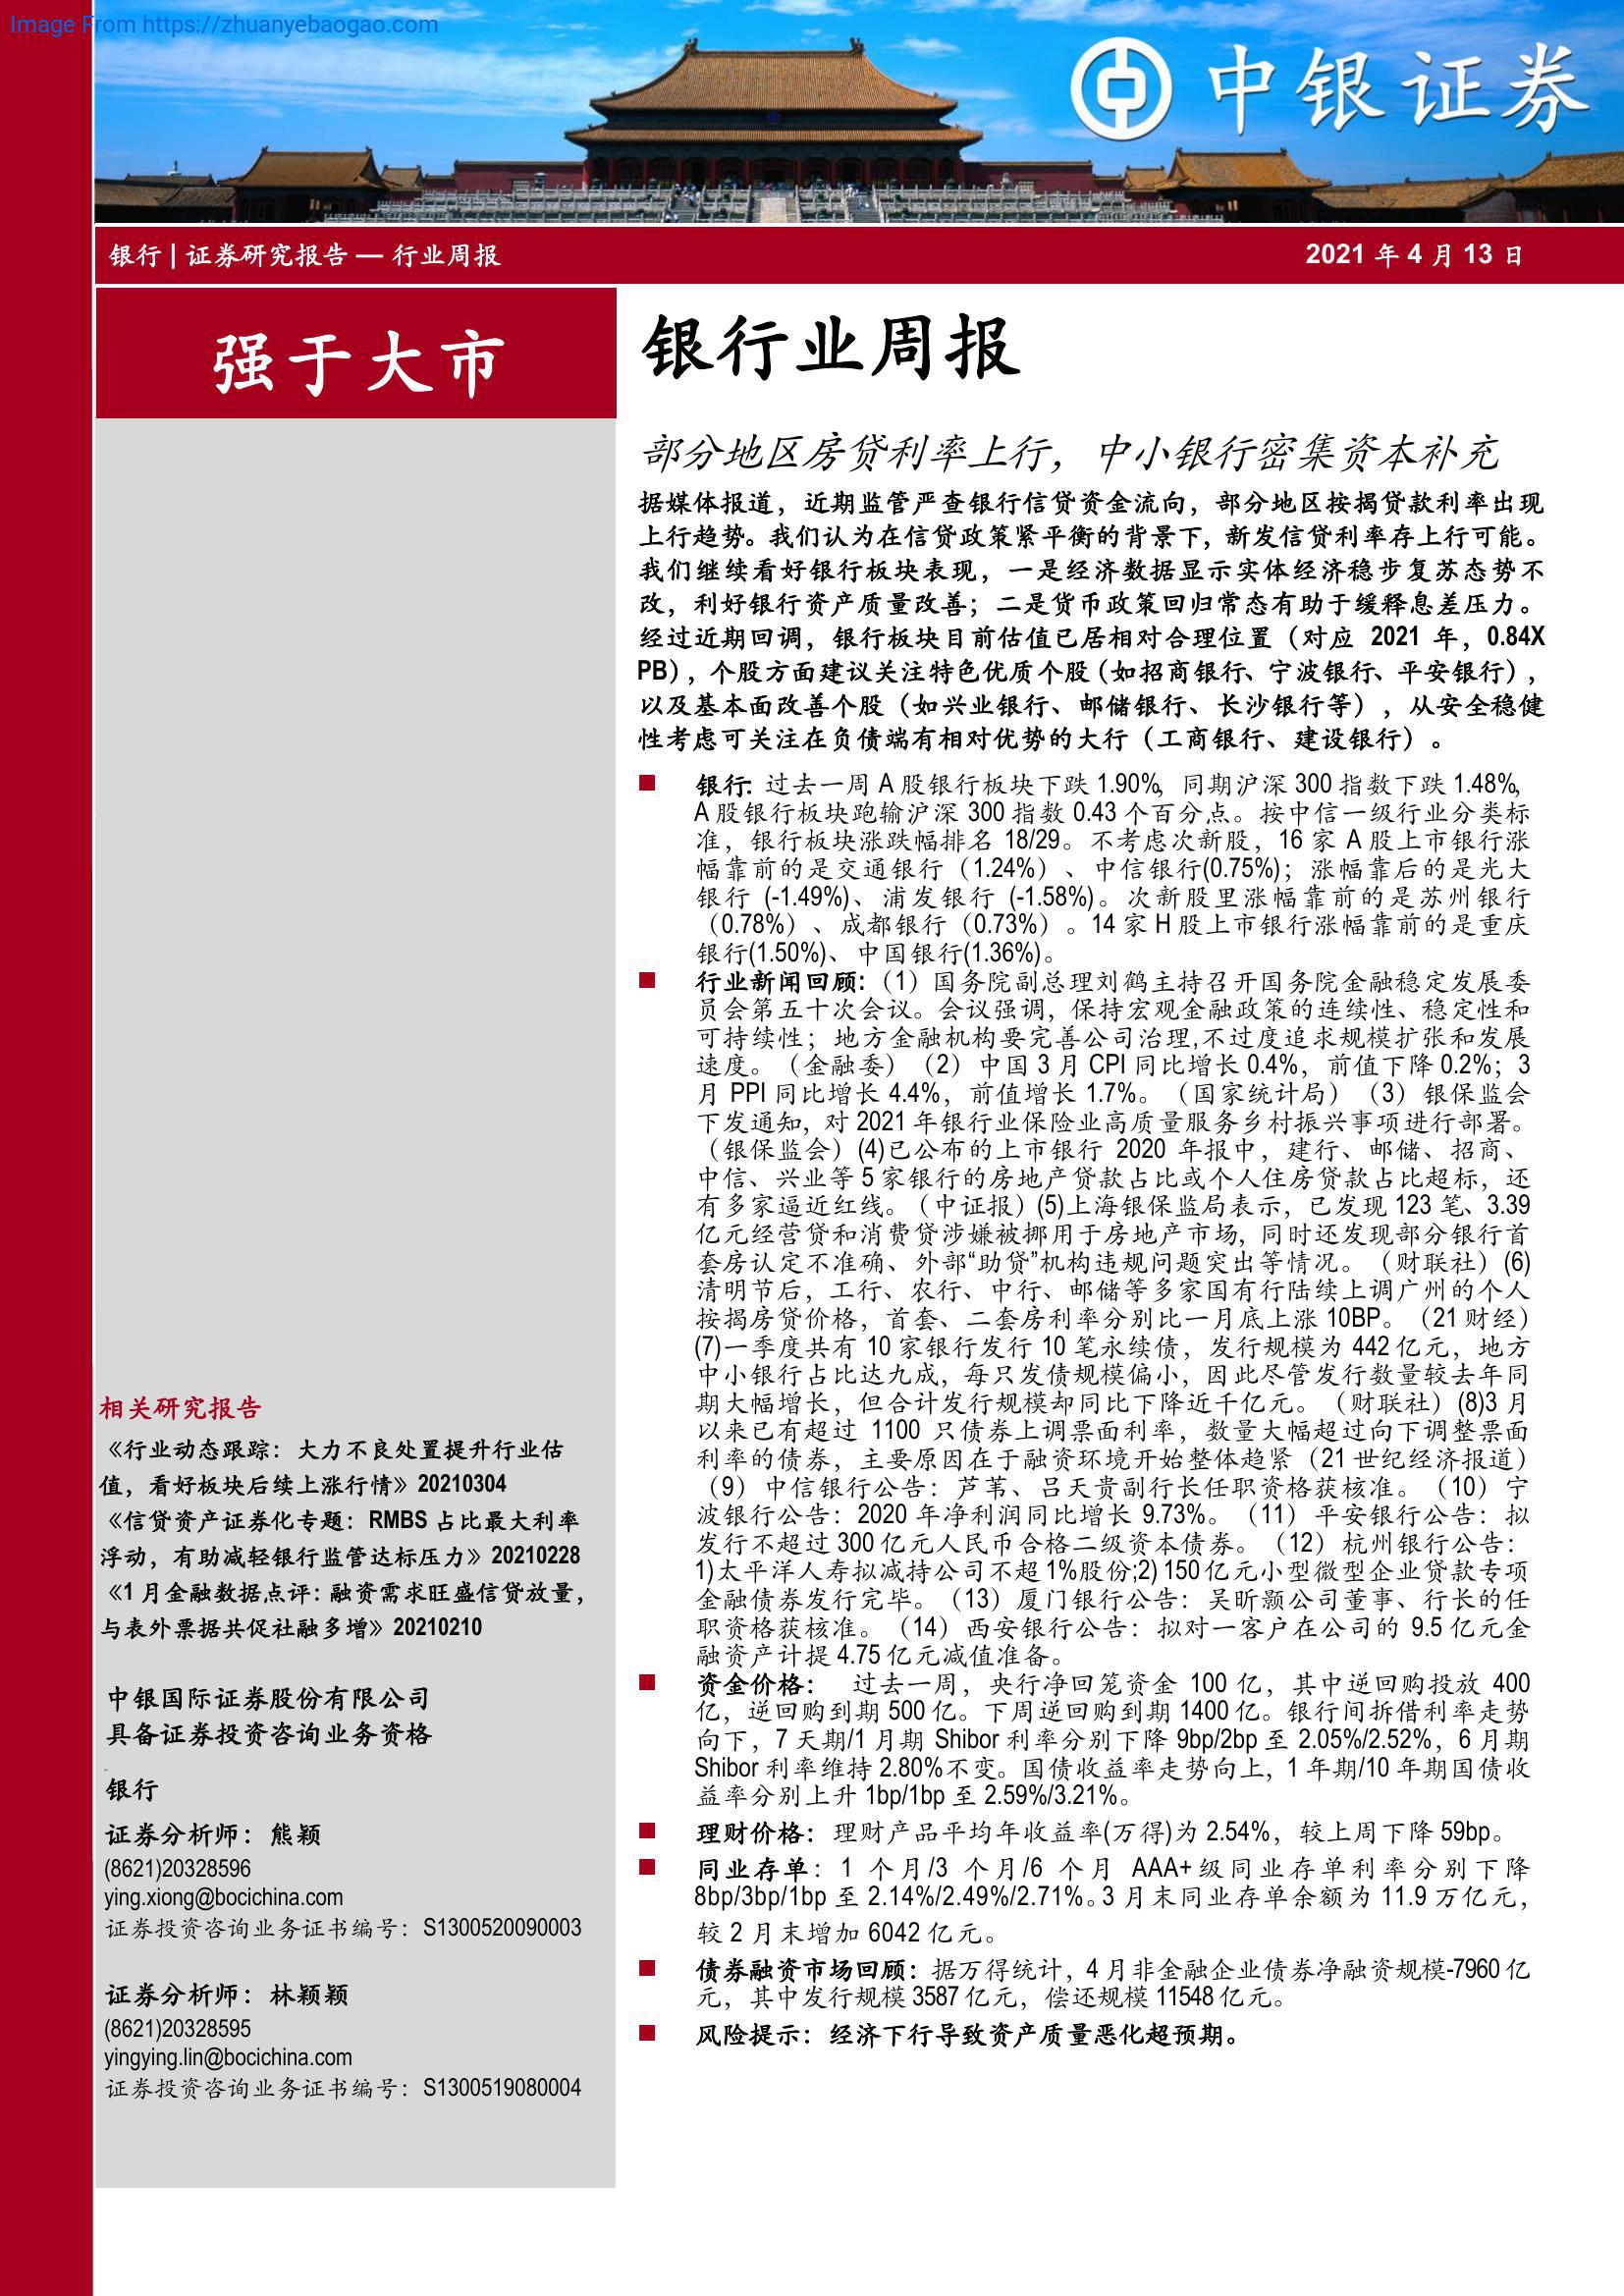 Image From https://zhuanyebaogao.com
中银证券
银行 | 证券研究报告 — 行业周报
2021 年 4 月 13 日
强于大市
银行业周报
部分地区房贷利率上行，中小银行密集资本补充
据媒体报道，近期监管严查银行信贷资金流向，部分地区按揭贷款利率出现
上行趋势。我们认为在信贷政策紧平衡的背景下，新发信贷利率存上行可能。
我们继续看好银行板块表现，一是经济数据显示实体经济稳步复苏态势不
改，利好银行资产质量改善；二是货币政策回归常态有助于缓释息差压力。
经过近期回调，银行板块目前估值已居相对合理位置（对应 2021 年，0.84X
PB），个股方面建议关注特色优质个股（如招商银行、宁波银行、平安银行），
以及基本面改善个股（如兴业银行、邮储银行、长沙银行等），从安全稳健
性考虑可关注在负债端有相对优势的大行（工商银行、建设银行）。
■ 银行：过去一周 A 股银行板块下跌 1.90%，同期沪深 300 指数下跌 1.48%，
A 股银行板块跑输沪深 300 指数 0.43 个百分点。按中信一级行业分类标
准，银行板块涨跌幅排名 18/29。不考虑次新股，16 家 A 股上市银行涨
幅靠前的是交通银行（1.24%）、中信银行(0.75%)；涨幅靠后的是光大
银行 (-1.49%)、浦发银行 (-1.58%)。次新股里涨幅靠前的是苏州银行
（0.78%）、成都银行（0.73%）。14 家 H 股上市银行涨幅靠前的是重庆
银行(1.50%)、中国银行(1.36%)。
■ 行业新闻回顾：（1）国务院副总理刘鹤主持召开国务院金融稳定发展委
员会第五十次会议。会议强调，保持宏观金融政策的连续性、稳定性和
可持续性；地方金融机构要完善公司治理,不过度追求规模扩张和发展
速度。（金融委）（2）中国 3 月 CPI 同比增长 0.4%，前值下降 0.2%；3
月 PPI 同比增长 4.4%，前值增长 1.7%。（国家统计局）（3）银保监会
下发通知，对 2021 年银行业保险业高质量服务乡村振兴事项进行部署。
（银保监会）(4)已公布的上市银行 2020 年报中，建行、邮储、招商、
中信、兴业等 5 家银行的房地产贷款占比或个人住房贷款占比超标，还
有多家逼近红线。（中证报）(5)上海银保监局表示，已发现 123 笔、3.39
亿元经营贷和消费贷涉嫌被挪用于房地产市场，同时还发现部分银行首
套房认定不准确、外部“助贷”机构违规问题突出等情况。（财联社）(6)
清明节后，工行、农行、中行、邮储等多家国有行陆续上调广州的个人
按揭房贷价格，首套、二套房利率分别比一月底上涨 10BP。（21 财经）
(7)一季度共有 10 家银行发行 10 笔永续债，发行规模为 442 亿元，地方
中小银行占比达九成，每只发债规模偏小，因此尽管发行数量较去年同
期大幅增长，但合计发行规模却同比下降近千亿元。（财联社）(8)3 月
以来已有超过 1100 只债券上调票面利率，数量大幅超过向下调整票面
利率的债券，主要原因在于融资环境开始整体趋紧（21 世纪经济报道）
（9）中信银行公告：芦苇、吕天贵副行长任职资格获核准。（10）宁
波银行公告：2020 年净利润同比增长 9.73%。（11）平安银行公告：拟
发行不超过 300 亿元人民币合格二级资本债券。（12）杭州银行公告：
1)太平洋人寿拟减持公司不超 1%股份;2) 150 亿元小型微型企业贷款专项
金融债券发行完毕。（13）厦门银行公告：吴昕颢公司董事、行长的任
职资格获核准。（14）西安银行公告：拟对一客户在公司的 9.5 亿元金
融资产计提 4.75 亿元减值准备。
■ 资金价格： 过去一周，央行净回笼资金 100 亿，其中逆回购投放 400
亿，逆回购到期 500 亿。下周逆回购到期 1400 亿。银行间拆借利率走势
向下，7 天期/1 月期 Shibor 利率分别下降 9bp/2bp 至 2.05%/2.52%，6 月期
Shibor 利率维持 2.80%不变。国债收益率走势向上，1 年期/10 年期国债收
益率分别上升 1bp/1bp 至 2.59%/3.21%。
■ 理财价格：理财产品平均年收益率(万得)为 2.54%，较上周下降 59bp。
■ 同业存单：1 个月/3 个月/6 个月 AAA+级同业存单利率分别下降
8bp/3bp/1bp 至 2.14%/2.49%/2.71%。3 月末同业存单余额为 11.9 万亿元，
较 2 月末增加 6042 亿元。
■ 债券融资市场回顾：据万得统计，4 月非金融企业债券净融资规模-7960 亿
元，其中发行规模 3587 亿元，偿还规模 11548 亿元。
■ 风险提示：经济下行导致资产质量恶化超预期。
相关研究报告
《行业动态跟踪：大力不良处置提升行业估
值，看好板块后续上涨行情》20210304
《信贷资产证券化专题：RMBS 占比最大利率
浮动，有助减轻银行监管达标压力》20210228
《1 月金融数据点评：融资需求旺盛信贷放量，
与表外票据共促社融多增》20210210
中银国际证券股份有限公司
具备证券投资咨询业务资格
银行
证券分析师：熊颖
(8621)20328596
ying.xiong@bocichina.com
证券投资咨询业务证书编号：S1300520090003
证券分析师：林颖颖
(8621)20328595
yingying.lin@bocichina.com
证券投资咨询业务证书编号：S1300519080004